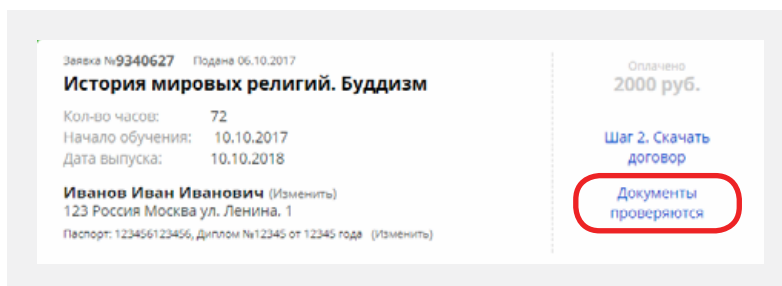 Заявка №9340627 Подана 06.10.2017
История мировых религий. Буддизм
Кол-во часов: 72
Начало обучения: 10.10.2017
Дата выпуска: 10.10.2018
Иванов Иван Иванович (Изменить)
123 Россия Москва ул. Ленина, 1
Паспорт: 123456123456, Диплом №12345 от 12345 года (Изменить)
Оплачено
2000 руб.
Шаг 2. Скачать
договор
Документы
проверяются